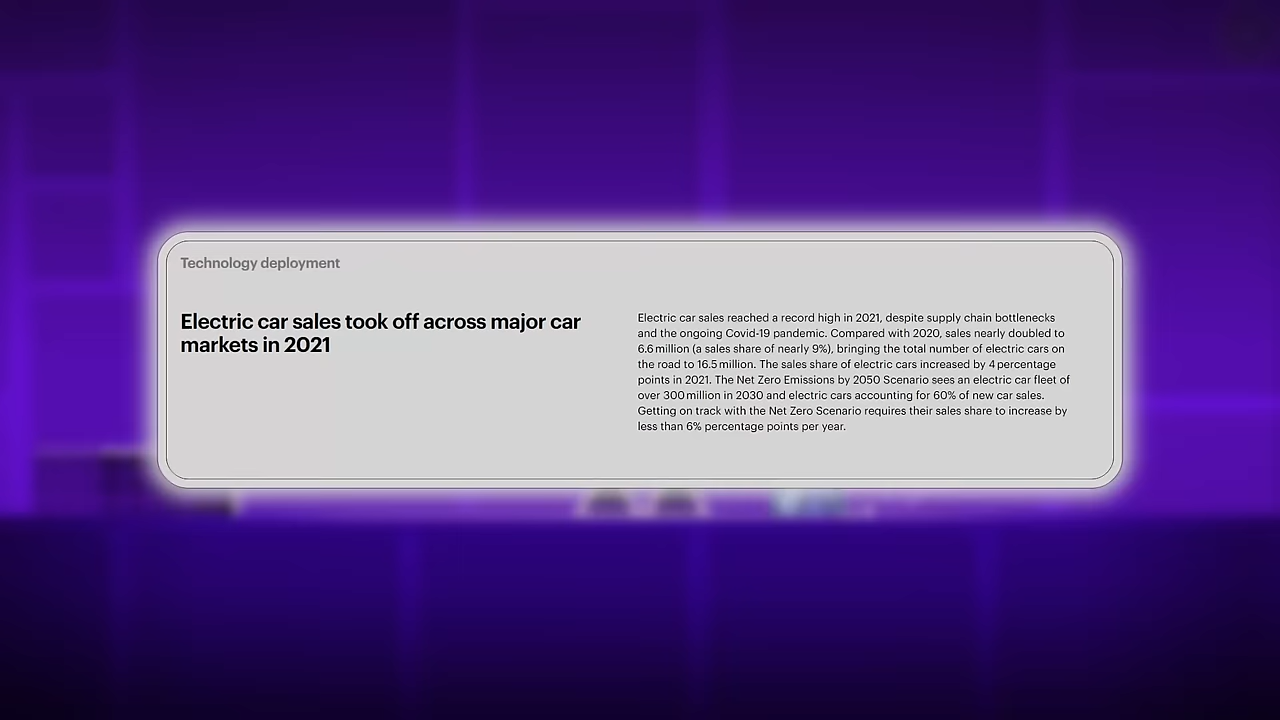 Technology deployment
Electric car sales took off across major car
markets in 2021
Electric car sales reached a record high in 2021, despite supply chain bottlenecks
and the ongoing Covid-19 pandemic. Compared with 2020, sales nearly doubled to
6.6 million (a sales share of nearly 9%), bringing the total number of electric cars on
the road to 16.5 million. The sales share of electric cars increased by 4 percentage
points in 2021. The Net Zero Emissions by 2050 Scenario sees an electric car fleet of
over 300 million in 2030 and electric cars accounting for 60% of new car sales.
Getting on track with the Net Zero Scenario requires their sales share to increase by
less than 6% percentage points per year.